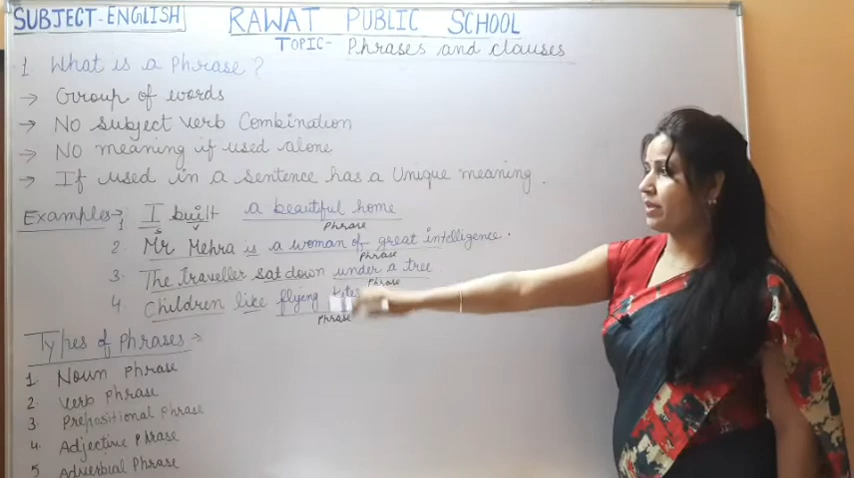 SUBJECT-ENGLISH RAWAT PUBLIC SCHOOL
TOPIC- Phrases and clauses
1 What is a Phrase?
→ Group of words
→ No subject verb Combination
→ No meaning if used alone
→ If used in a sentence has a Unique meaning.
Examples→ 1 I built a beautiful home
S V Phrase
2. Mr Mehra is a woman of great intelligence.
Phrase
3. The traveller sat down under a tree
Phrase
4. Children like flying kites
Phrase
Types of Phrases→
1. Noun phrase
2. Verb Phrase
3. Prepositional Phrase
4. Adjective Phrase
5 Adverbial Phrase